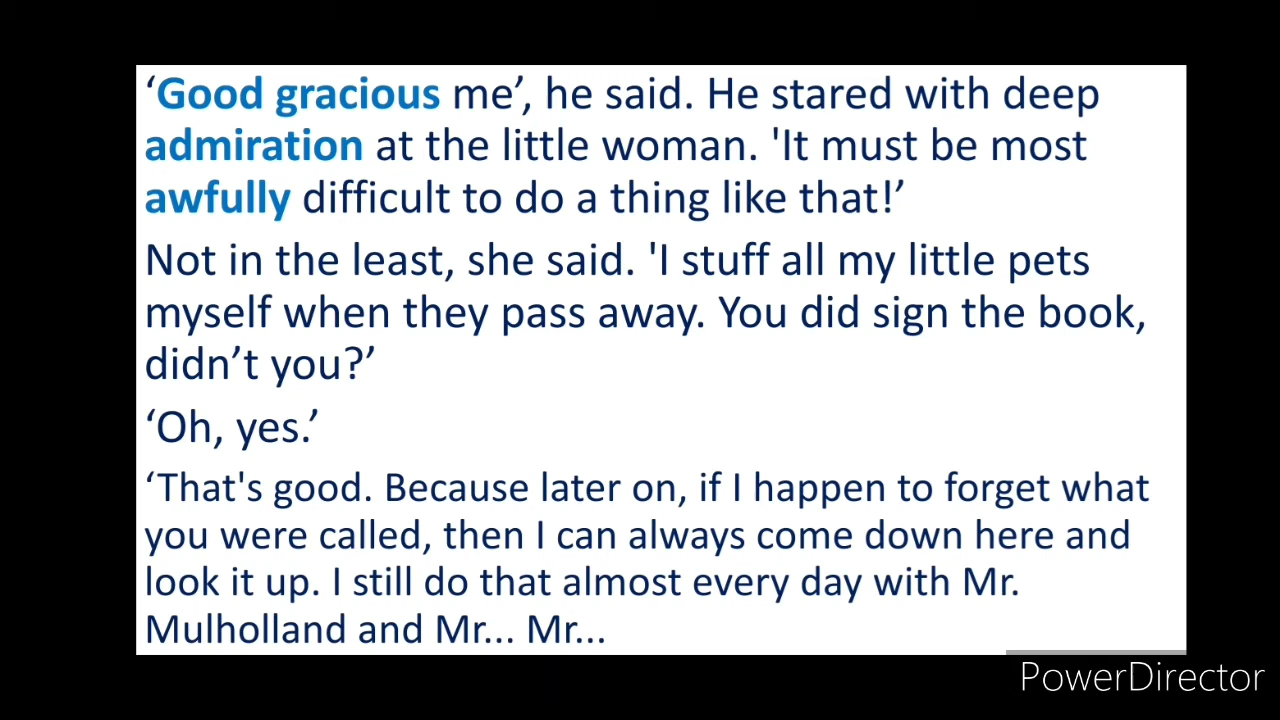 ‘Good gracious me’, he said. He stared with deep
admiration at the little woman. 'It must be most
awfully difficult to do a thing like that!’
Not in the least, she said. 'I stuff all my little pets
myself when they pass away. You did sign the book,
didn’t you?’
‘Oh, yes.’
‘That's good. Because later on, if I happen to forget what
you were called, then I can always come down here and
look it up. I still do that almost every day with Mr.
Mulholland and Mr... Mr...
PowerDirector